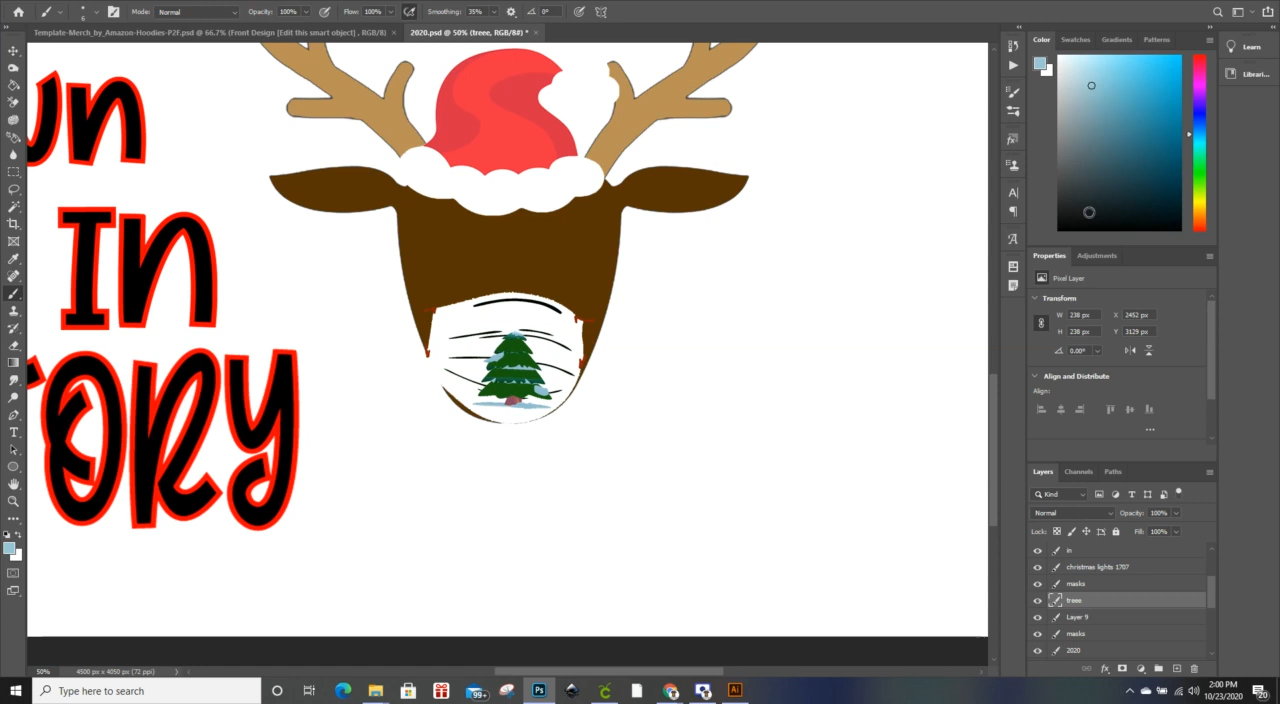 Mode: Normal Opacity: 100% Flow: 100% Smoothing: 35% 0°
Template-Merch_by_Amazon-Hoodies-P2F.psd @ 66.7% (Front Design [Edit this smart object] , RGB/8) × 2020.psd @ 50% (treee, RGB/8#) * ×
Color Swatches Gradients Patterns
Learn
Librari...
un
In
ORy
Properties Adjustments
Pixel Layer
Transform
W 238 px X 2452 px
H 238 px Y 3129 px
0.00°
Align and Distribute
Align:
...
Layers Channels Paths
Kind
Normal Opacity: 100%
Lock: Fill: 100%
in
christmas lights 1707
masks
treee
Layer 9
masks
2020
50% 4500 px x 4050 px (72 ppi)
Type here to search
99+
Ps
Ai
2:00 PM
10/23/2020
20